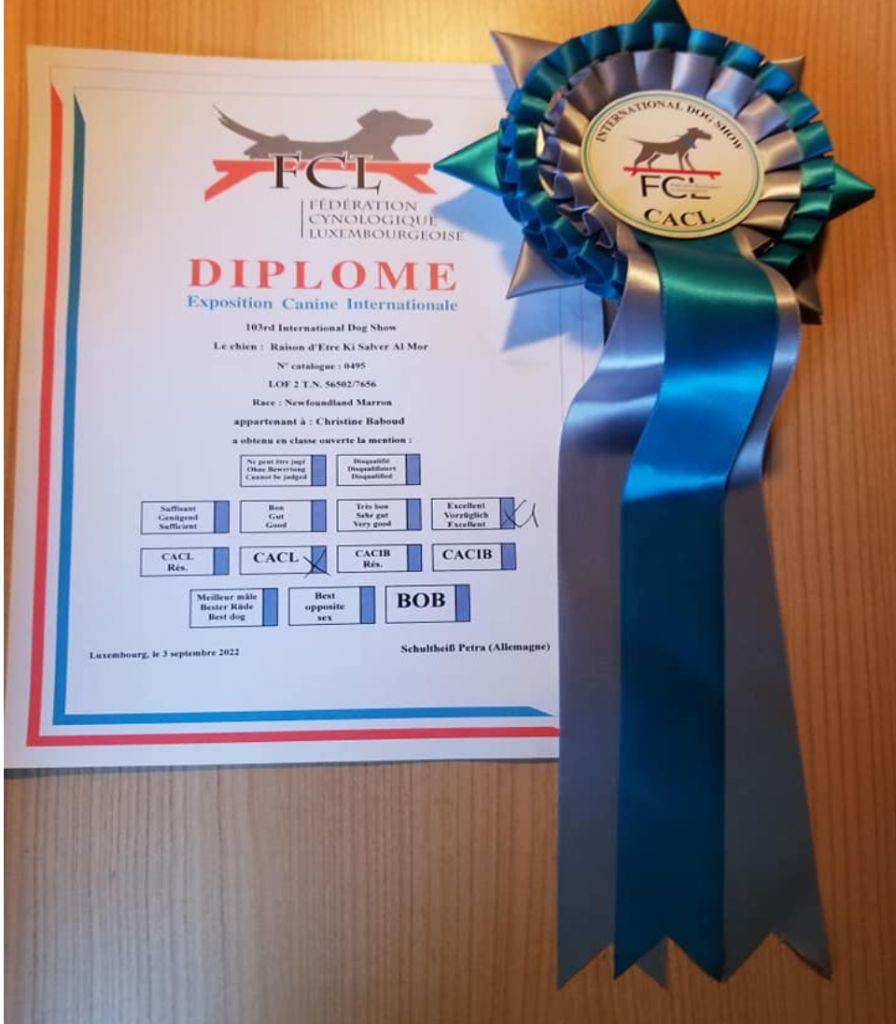 FCL
FÉDÉRATION
CYNOLOGIQUE
LUXEMBOURGEOISE
DIPLOME
Exposition Canine Internationale
103rd International Dog Show
Le chien : Raison d'Etre Ki Salver Al Mor
N° catalogue : 0495
LOF 2 T.N. 56502/7656
Race : Newfoundland Marron
appartenant à : Christine Baboud
a obtenu en classe ouverte la mention :
Ne peut être jugé
Ohne Bewertung
Cannot be judged
Disqualifié
Disqualifiziert
Disqualified
Suffisant
Genügend
Sufficient
Bon
Gut
Good
Très bon
Sehr gut
Very good
Excellent
Vorzüglich
Excellent
X1
CACL
Rés.
CACL
X
CACIB
Rés.
CACIB
Meilleur mâle
Bester Rüde
Best dog
Best
opposite
sex
BOB
Luxembourg, le 3 septembre 2022
Schultheiß Petra (Allemagne)
INTERNATIONAL DOG SHOW
FCL
CACL